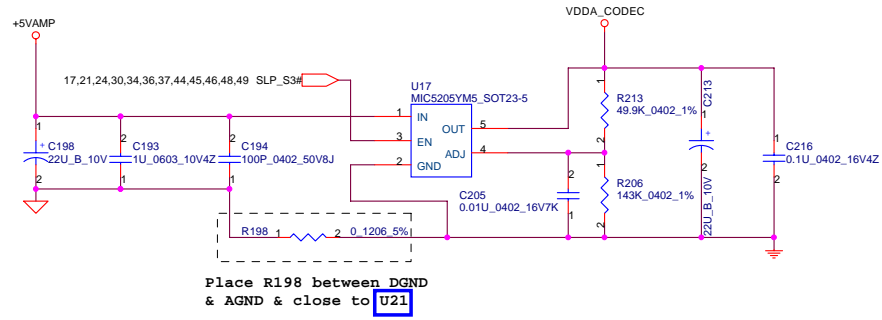 VDDA_CODEC
+5VAMP
17,21,24,30,34,36,37,44,45,46,48,49 SLP_S3#
U17
MIC5205YM5_SOT23-5
1
IN
OUT
5
3
EN
ADJ
4
2
GND
1
+
C198
22U_B_10V
2
2
C193
1U_0603_10V4Z
1
2
C194
100P_0402_50V8J
1
1
R213
49.9K_0402_1%
2
C213
1
+
22U_B_10V
2
1
C216
0.1U_0402_16V4Z
2
C205
2
0.01U_0402_16V7K
1
1
R206
143K_0402_1%
2
R198
1
2
0_1206_5%
Place R198 between DGND
& AGND & close to U21